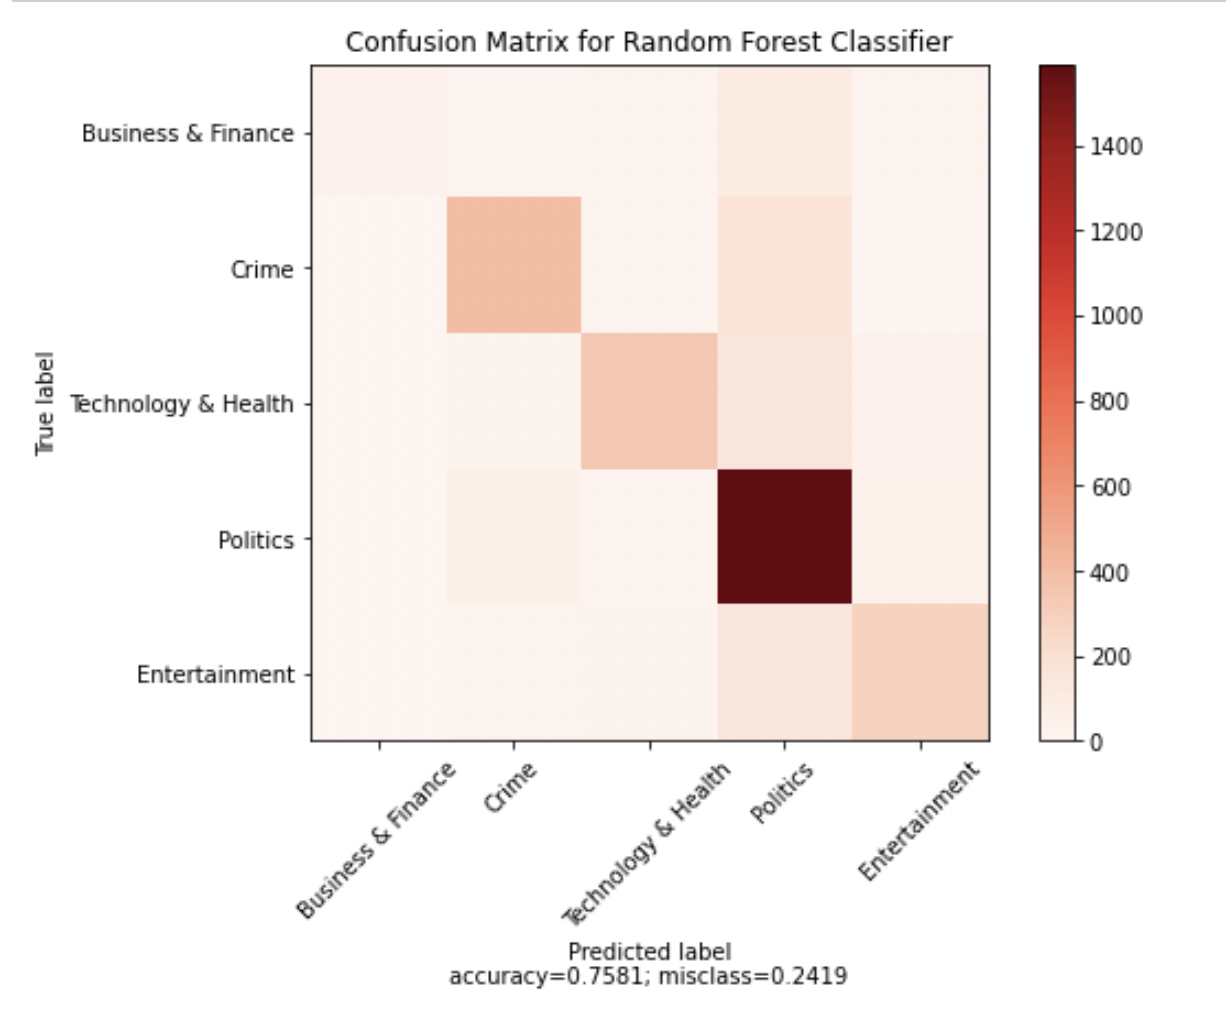 Confusion Matrix for Random Forest Classifier
Business & Finance
Crime
Technology & Health
Politics
Entertainment
True label
1400
1200
1000
800
600
400
200
0
Business & Finance
Crime
Technology & Health
Politics
Entertainment
Predicted label
accuracy=0.7581; misclass=0.2419